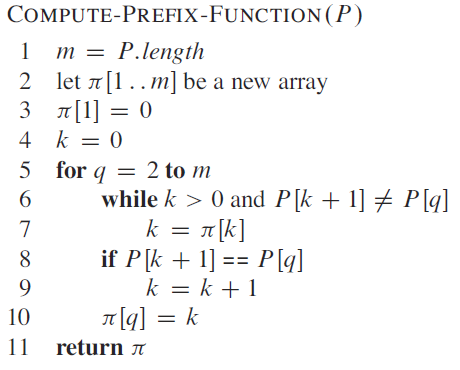 COMPUTE-PREFIX-FUNCTION(P)
1 m = P.length
2 let π[1..m] be a new array
3 π[1] = 0
4 k = 0
5 for q = 2 to m
6 while k > 0 and P[k + 1] ≠ P[q]
7 k = π[k]
8 if P[k + 1] == P[q]
9 k = k + 1
10 π[q] = k
11 return π